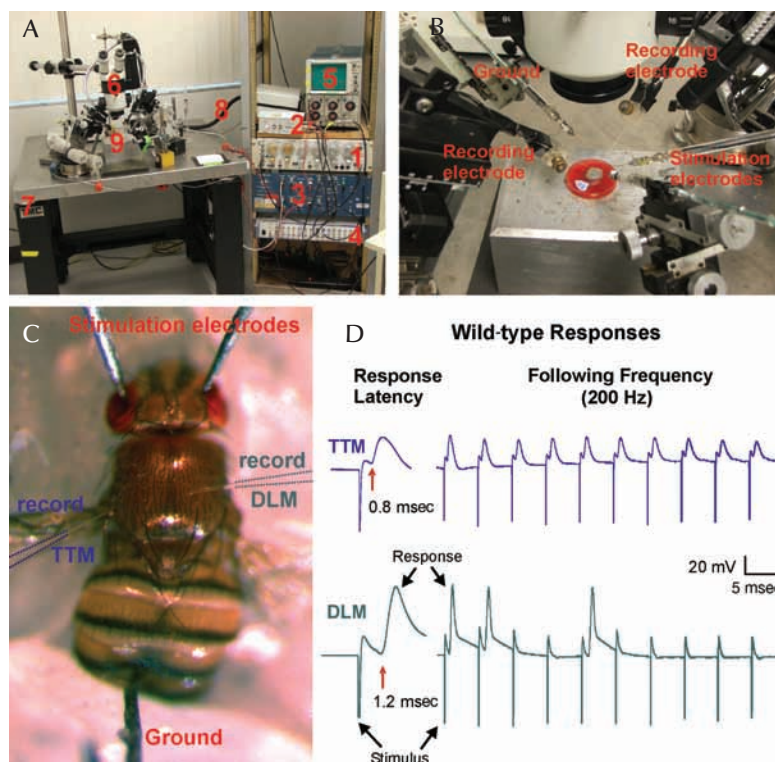 A
5
6
2
8
9
1
3
7
4
B
Recording
electrode
Ground
Recording
electrode
Stimulation
electrodes
C
Stimulation electrodes
record
DLM
record
TTM
Ground
D
Wild-type Responses
Response
Latency
Following Frequency
(200 Hz)
TTM
0.8 msec
Response
20 mV
5 msec
DLM
1.2 msec
Stimulus